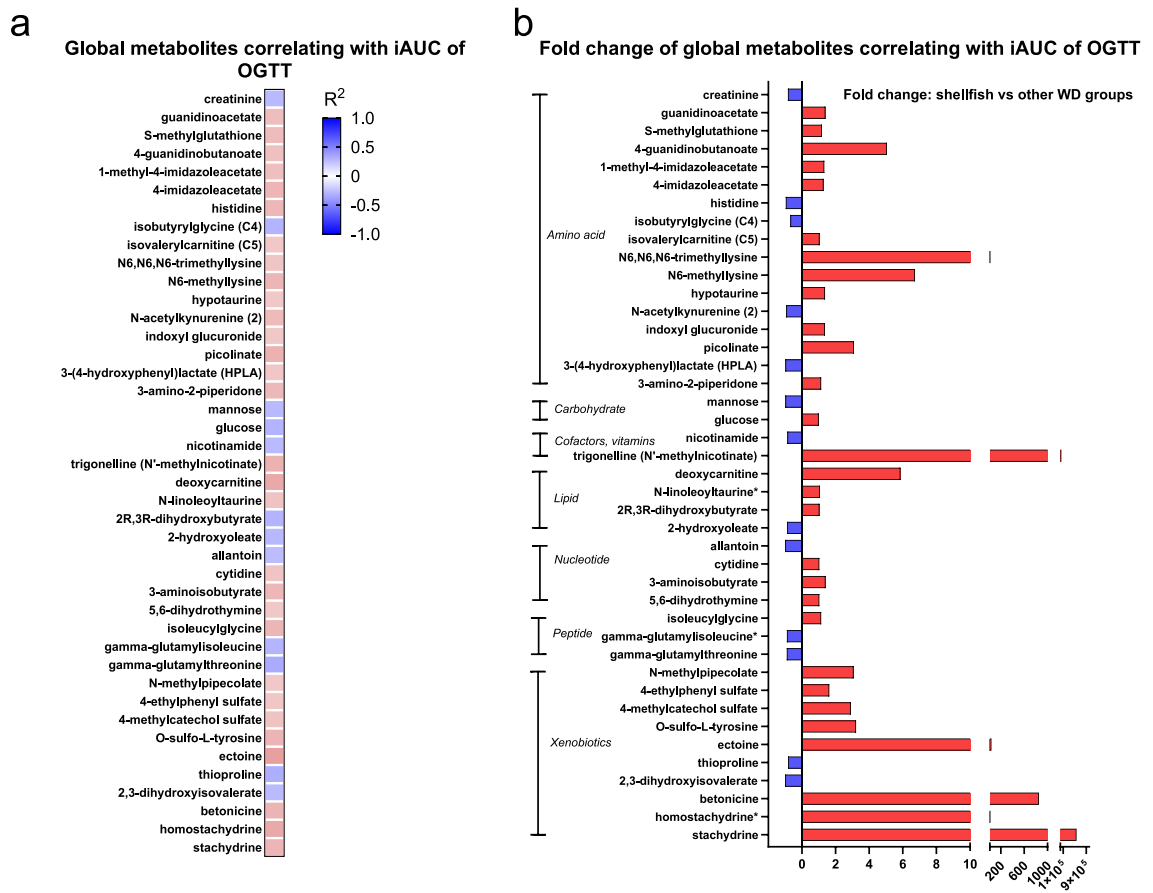 a
Global metabolites correlating with iAUC of
OGTT
creatinine
guanidinoacetate
S-methylglutathione
4-guanidinobutanoate
1-methyl-4-imidazoleacetate
4-imidazoleacetate
histidine
isobutyrylglycine (C4)
isovalerylcarnitine (C5)
N6,N6,N6-trimethyllysine
N6-methyllysine
hypotaurine
N-acetylkynurenine (2)
indoxyl glucuronide
picolinate
3-(4-hydroxyphenyl)lactate (HPLA)
3-amino-2-piperidone
mannose
glucose
nicotinamide
trigonelline (N'-methylnicotinate)
deoxycarnitine
N-linoleoyltaurine
2R,3R-dihydroxybutyrate
2-hydroxyoleate
allantoin
cytidine
3-aminoisobutyrate
5,6-dihydrothymine
isoleucylglycine
gamma-glutamylisoleucine
gamma-glutamylthreonine
N-methylpipecolate
4-ethylphenyl sulfate
4-methylcatechol sulfate
O-sulfo-L-tyrosine
ectoine
thioproline
2,3-dihydroxyisovalerate
betonicine
homostachydrine
stachydrine
R²
1.0
0.5
0
-0.5
-1.0
b
Fold change of global metabolites correlating with iAUC of OGTT
Fold change: shellfish vs other WD groups
creatinine
guanidinoacetate
S-methylglutathione
4-guanidinobutanoate
1-methyl-4-imidazoleacetate
4-imidazoleacetate
histidine
isobutyrylglycine (C4)
isovalerylcarnitine (C5)
N6,N6,N6-trimethyllysine
N6-methyllysine
hypotaurine
N-acetylkynurenine (2)
indoxyl glucuronide
picolinate
3-(4-hydroxyphenyl)lactate (HPLA)
3-amino-2-piperidone
mannose
glucose
nicotinamide
trigonelline (N'-methylnicotinate)
deoxycarnitine
N-linoleoyltaurine*
2R,3R-dihydroxybutyrate
2-hydroxyoleate
allantoin
cytidine
3-aminoisobutyrate
5,6-dihydrothymine
isoleucylglycine
gamma-glutamylisoleucine*
gamma-glutamylthreonine
N-methylpipecolate
4-ethylphenyl sulfate
4-methylcatechol sulfate
O-sulfo-L-tyrosine
ectoine
thioproline
2,3-dihydroxyisovalerate
betonicine
homostachydrine*
stachydrine
Amino acid
Carbohydrate
Cofactors, vitamins
Lipid
Nucleotide
Peptide
Xenobiotics
0 2 4 6 8 10 200 600 1000 1×10⁵ 9×10⁵